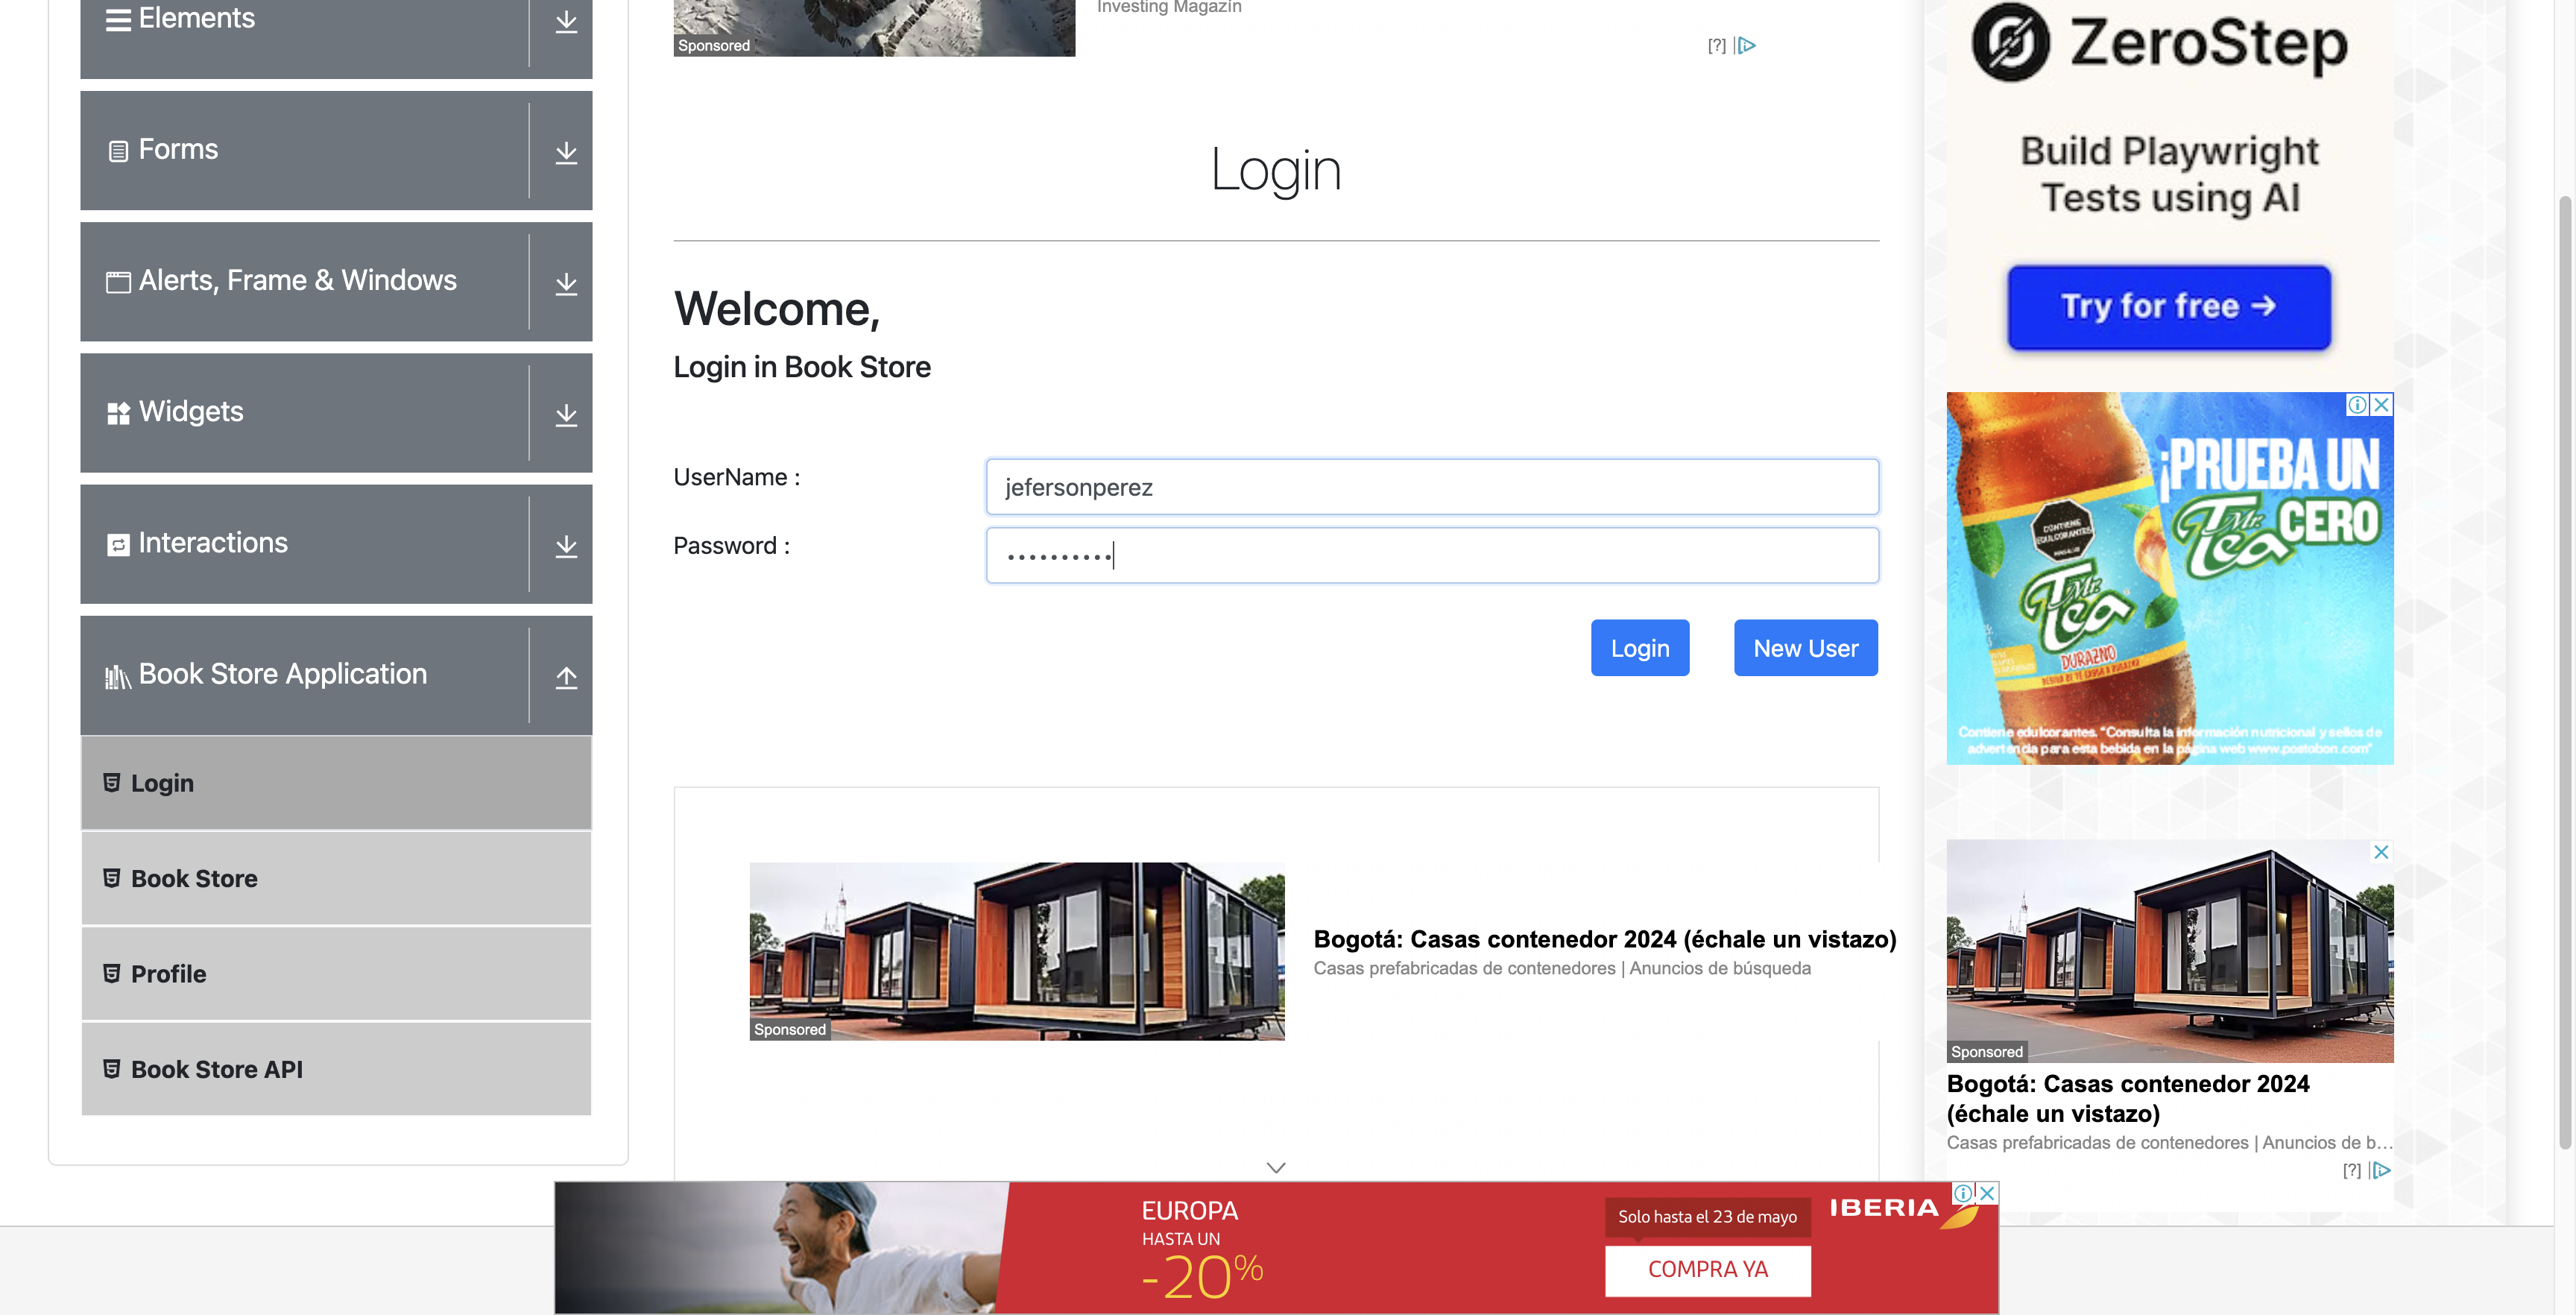 Elements
Forms
Alerts, Frame & Windows
Widgets
Interactions
Book Store Application
Login
Book Store
Profile
Book Store API
Investing Magazin
Sponsored
[?]
Login
Welcome,
Login in Book Store
UserName :
jefersonperez
Password :
Login
New User
Sponsored
Bogotá: Casas contenedor 2024 (échale un vistazo)
Casas prefabricadas de contenedores | Anuncios de búsqueda
ZeroStep
Build Playwright
Tests using AI
Try for free →
¡PRUEBA UN
Mr. Tea CERO
CONTIENE
EDULCORANTES
Mr. Tea
DURAZNO
Contiene edulcorantes. "Consulta la información nutricional y sellos de
advertencia para esta bebida en la página web www.postobon.com"
Sponsored
Bogotá: Casas contenedor 2024
(échale un vistazo)
Casas prefabricadas de contenedores | Anuncios de b...
[?]
EUROPA
HASTA UN
-20%
Solo hasta el 23 de mayo
COMPRA YA
IBERIA